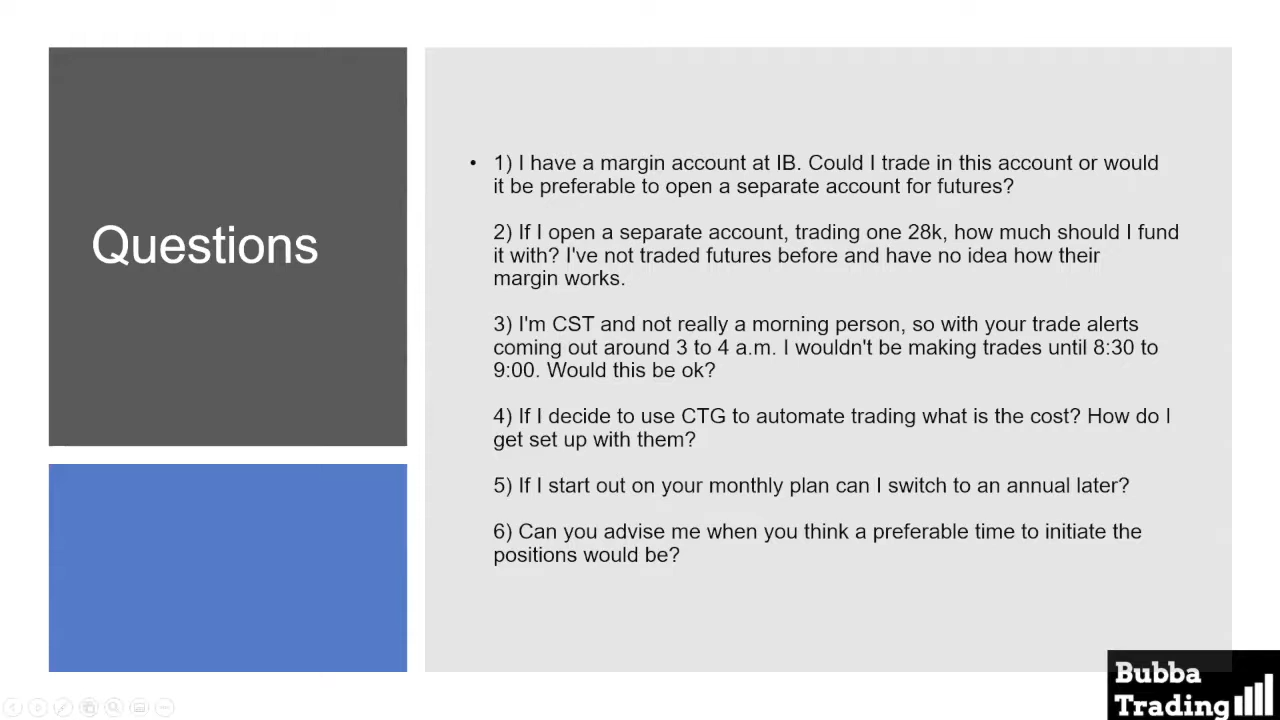 Questions
• 1) I have a margin account at IB. Could I trade in this account or would
it be preferable to open a separate account for futures?
2) If I open a separate account, trading one 28k, how much should I fund
it with? I've not traded futures before and have no idea how their
margin works.
3) I'm CST and not really a morning person, so with your trade alerts
coming out around 3 to 4 a.m. I wouldn't be making trades until 8:30 to
9:00. Would this be ok?
4) If I decide to use CTG to automate trading what is the cost? How do I
get set up with them?
5) If I start out on your monthly plan can I switch to an annual later?
6) Can you advise me when you think a preferable time to initiate the
positions would be?
Bubba
Trading